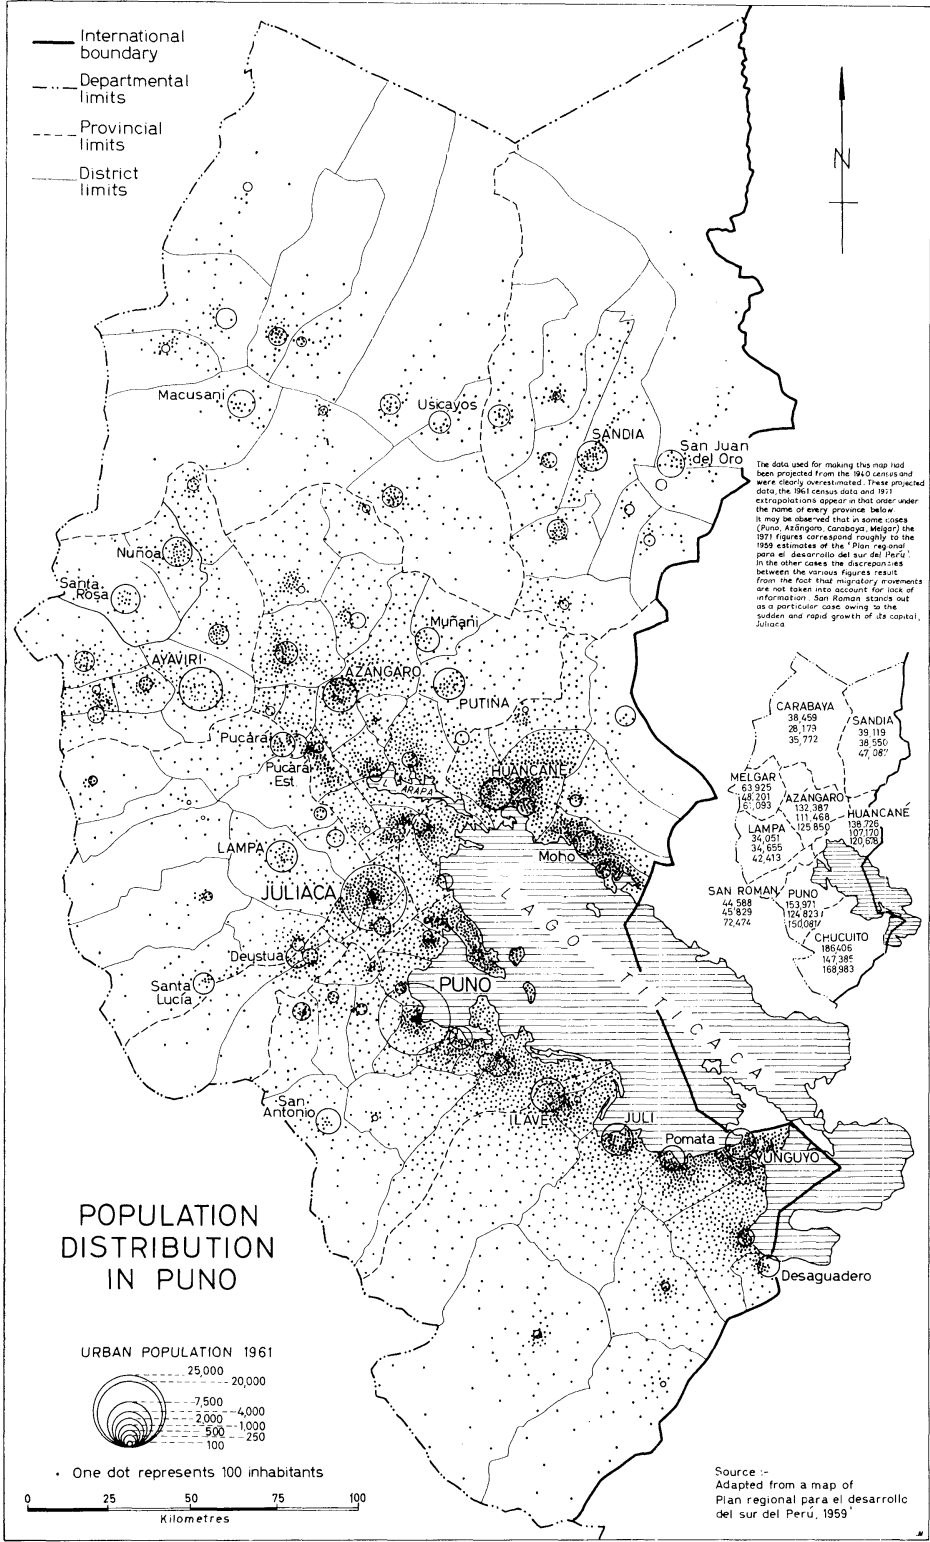 International
boundary
Departmental
limits
Provincial
limits
District
limits
N
Macusani
Usicayos
SANDIA
San Juan
del Oro
The data used for making this map had
been projected from the 1940 census and
were clearly overestimated. These projected
data, the 1961 census data and 1971
extrapolations appear in that order under
the name of every province below.
It may be observed that in some cases
(Puno, Azángaro, Carabaya, Melgar) the
1971 figures correspond roughly to the
1959 estimates of the 'Plan regional
para el desarrollo del sur del Perú'.
In the other cases the discrepancies
between the various figures result
from the fact that migratory movements
are not taken into account for lack of
information. San Roman stands out
as a particular case owing to the
sudden and rapid growth of its capital,
Juliaca
Nuñoa
Santa
Rosa
Muñani
AYAVIRI
AZANGARO
PUTINA
Pucará
Pucará
Est.
L. ARAPA
HUANCANÉ
Moho
LAMPA
JULIACA
Deustua
Santa
Lucía
PUNO
LAGO TITICACA
San
Antonio
ILAVE
JULI
Pomata
YUNGUYO
Desaguadero
CARABAYA
38,459
28,179
35,772
SANDIA
39,119
38,550
47,087
MELGAR
63,925
48,201
61,093
AZANGARO
132,387
111,468
125,850
HUANCANÉ
138,726
107,170
120,678
LAMPA
34,051
34,655
42,413
SAN ROMAN
44,588
45,829
72,474
PUNO
153,971
124,823
150,081
CHUCUITO
186,406
147,385
168,983
POPULATION
DISTRIBUTION
IN PUNO
URBAN POPULATION 1961
25,000
20,000
7,500
4,000
2,000
1,000
500
250
100
. One dot represents 100 inhabitants
0 25 50 75 100
Kilometres
Source :-
Adapted from a map of
'Plan regional para el desarrollo
del sur del Perú, 1959'